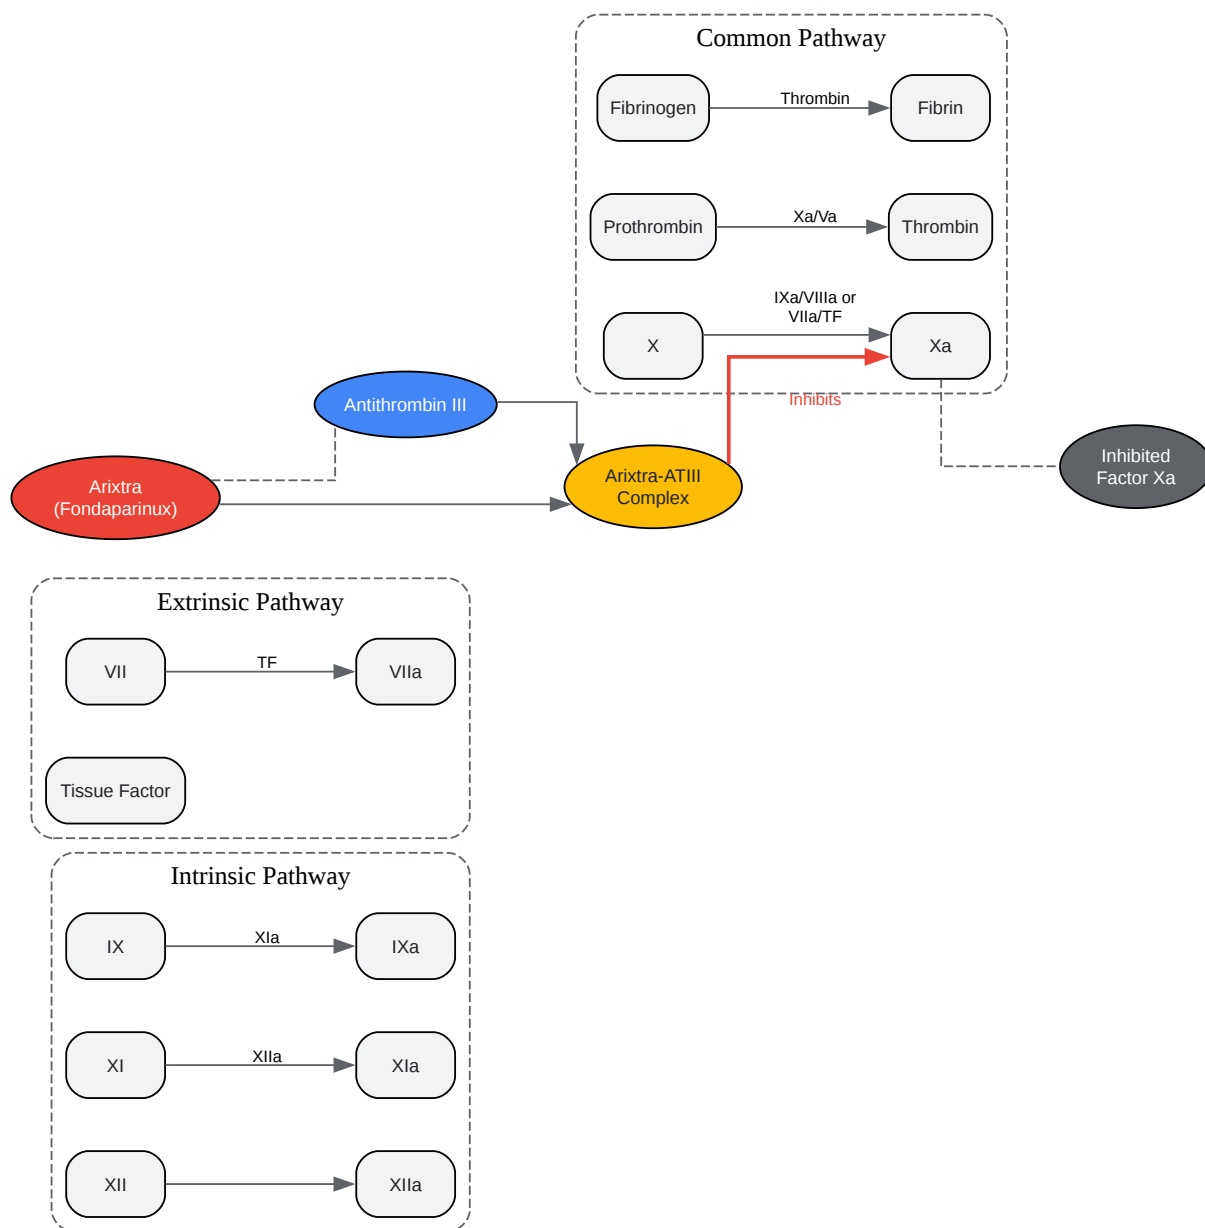 Common Pathway
Fibrinogen
Thrombin
Fibrin
Prothrombin
Xa/Va
Thrombin
IXa/VIIIa or
VIIa/TF
X
Xa
Inhibits
Antithrombin III
Arixtra
(Fondaparinux)
Arixtra-ATIII
Complex
Inhibited
Factor Xa
Extrinsic Pathway
VII
TF
VIIa
Tissue Factor
Intrinsic Pathway
IX
XIa
IXa
XI
XIIa
XIa
XII
XIIa